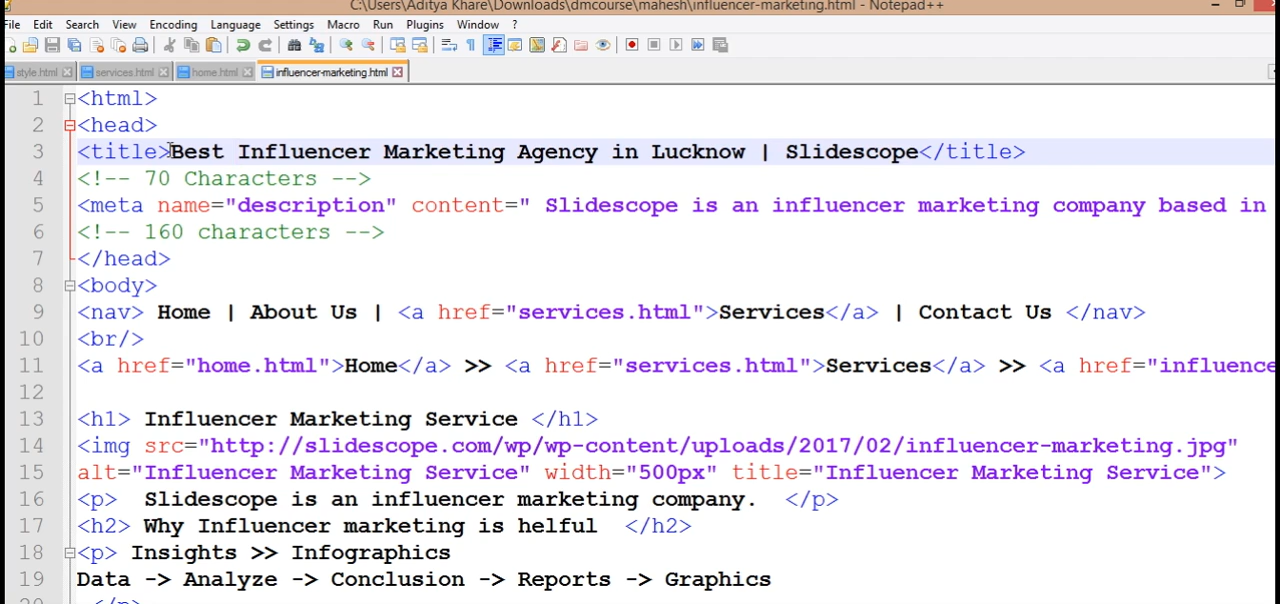 C:\Users\Aditya Khare\Downloads\dmcourse\mahesh\influencer-marketing.html - Notepad++
File Edit Search View Encoding Language Settings Macro Run Plugins Window ?
style.html services.html home.html influencer-marketing.html
1 <html>
2 <head>
3 <title>Best Influencer Marketing Agency in Lucknow | Slidescope</title>
4 <!-- 70 Characters -->
5 <meta name="description" content=" Slidescope is an influencer marketing company based in
6 <!-- 160 characters -->
7 </head>
8 <body>
9 <nav> Home | About Us | <a href="services.html">Services</a> | Contact Us </nav>
10 <br/>
11 <a href="home.html">Home</a> >> <a href="services.html">Services</a> >> <a href="influence
12
13 <h1> Influencer Marketing Service </h1>
14 <img src="http://slidescope.com/wp/wp-content/uploads/2017/02/influencer-marketing.jpg"
15 alt="Influencer Marketing Service" width="500px" title="Influencer Marketing Service">
16 <p>  Slidescope is an influencer marketing company.  </p>
17 <h2> Why Influencer marketing is helful  </h2>
18 <p> Insights >> Infographics
19 Data -> Analyze -> Conclusion -> Reports -> Graphics
20 </p>